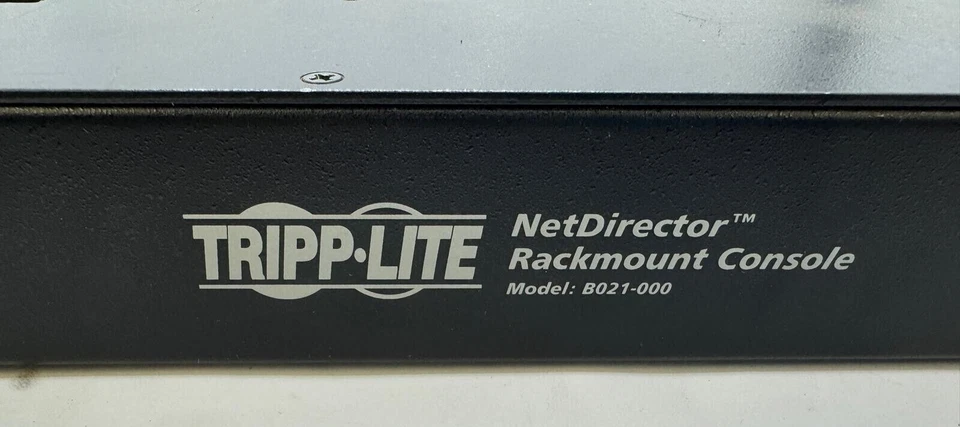 TRIPP·LITE
NetDirector™
Rackmount Console
Model: B021-000